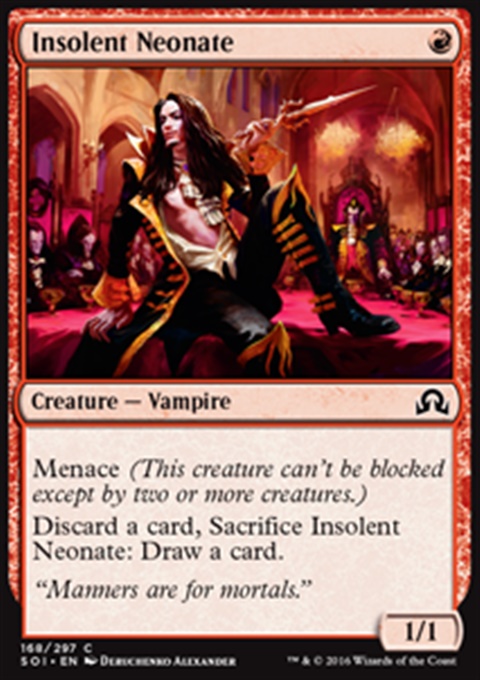 Insolent Neonate
Creature — Vampire
Menace (This creature can't be blocked
except by two or more creatures.)
Discard a card, Sacrifice Insolent
Neonate: Draw a card.
“Manners are for mortals.”
1/1
168/297 C
SOI • EN Deruchenko Alexander
™ & © 2016 Wizards of the Coast